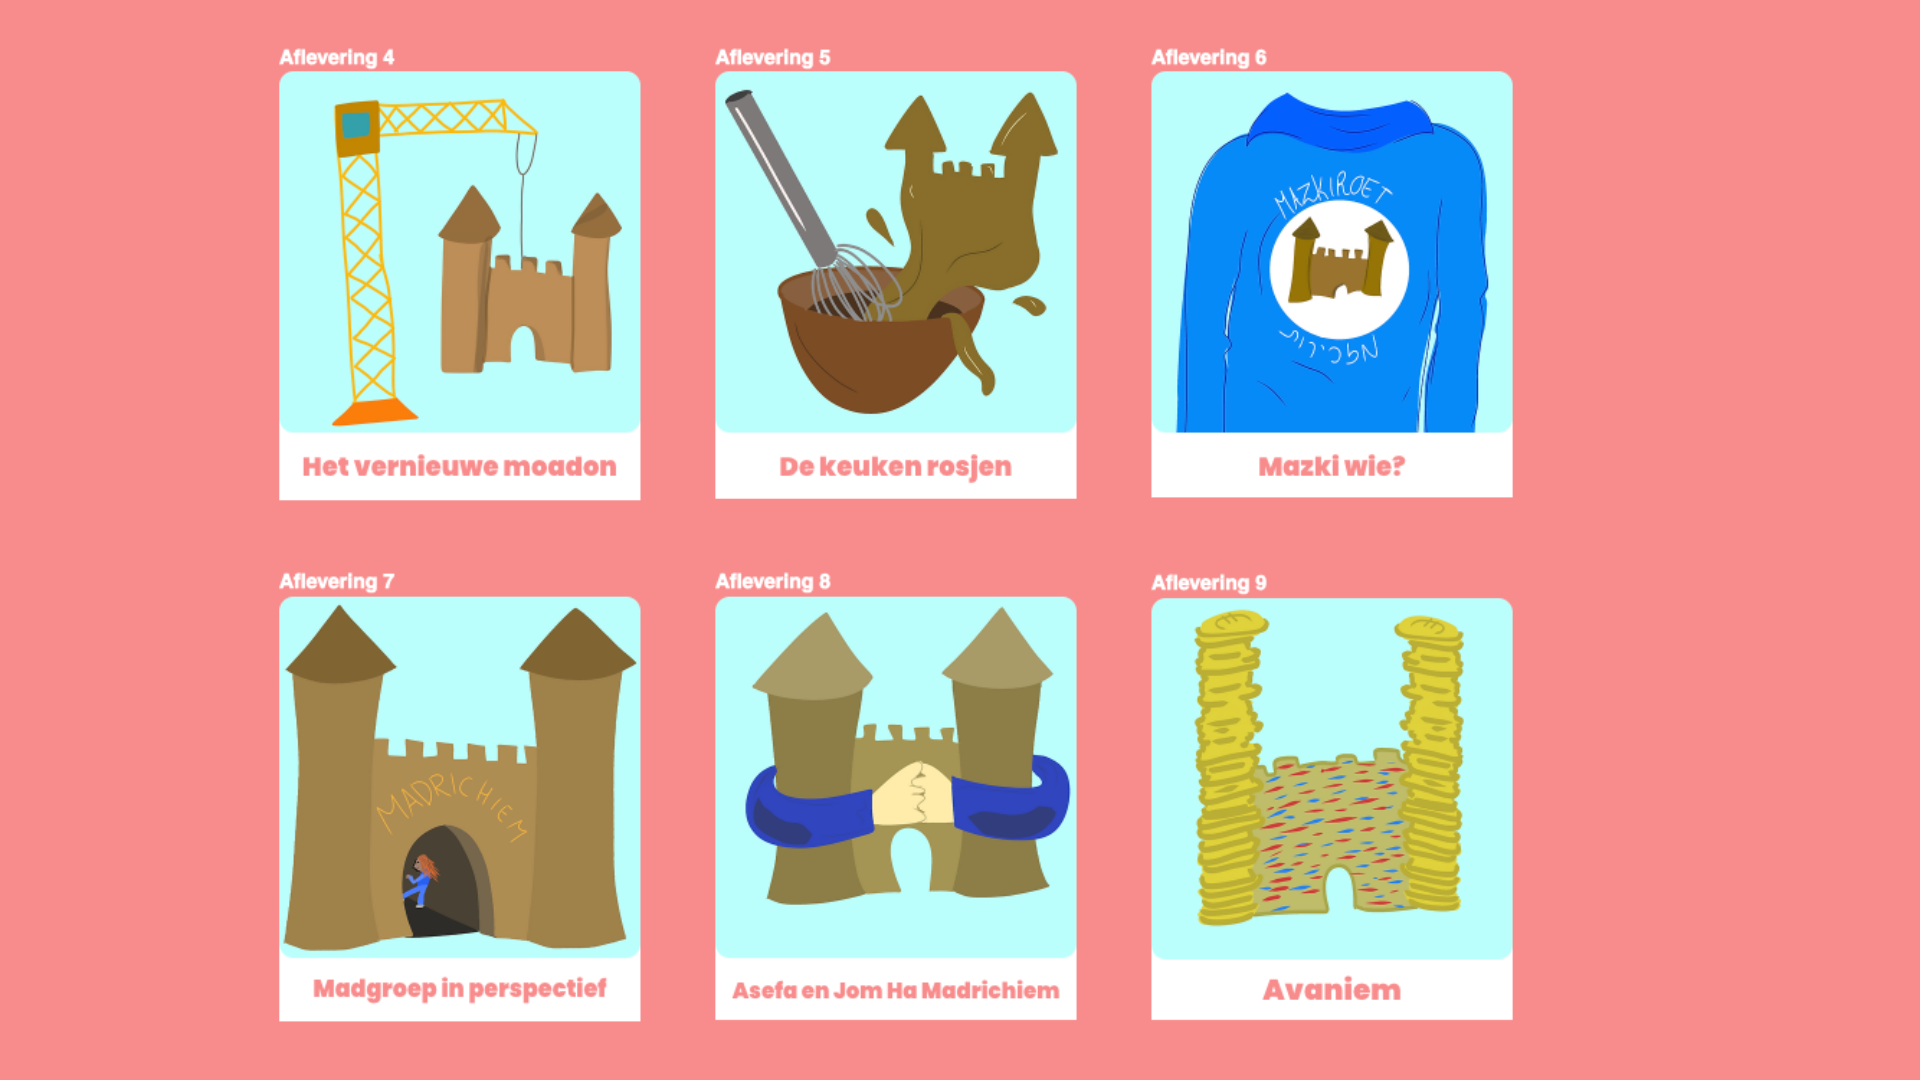 Aflevering 4
Aflevering 5
Aflevering 6
MAZKIROET
Het vernieuwe moadon
De keuken rosjen
Mazki wie?
Aflevering 7
Aflevering 8
Aflevering 9
MADRICHIEM
Madgroep in perspectief
Asefa en Jom Ha Madrichiem
Avaniem